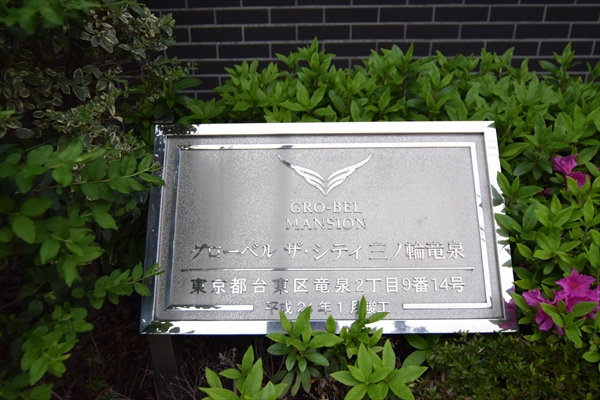 GRO-BEL
MANSION
グローベル ザ・シティ 三ノ輪竜泉
東京都台東区竜泉2丁目9番14号
平成21年1月竣工